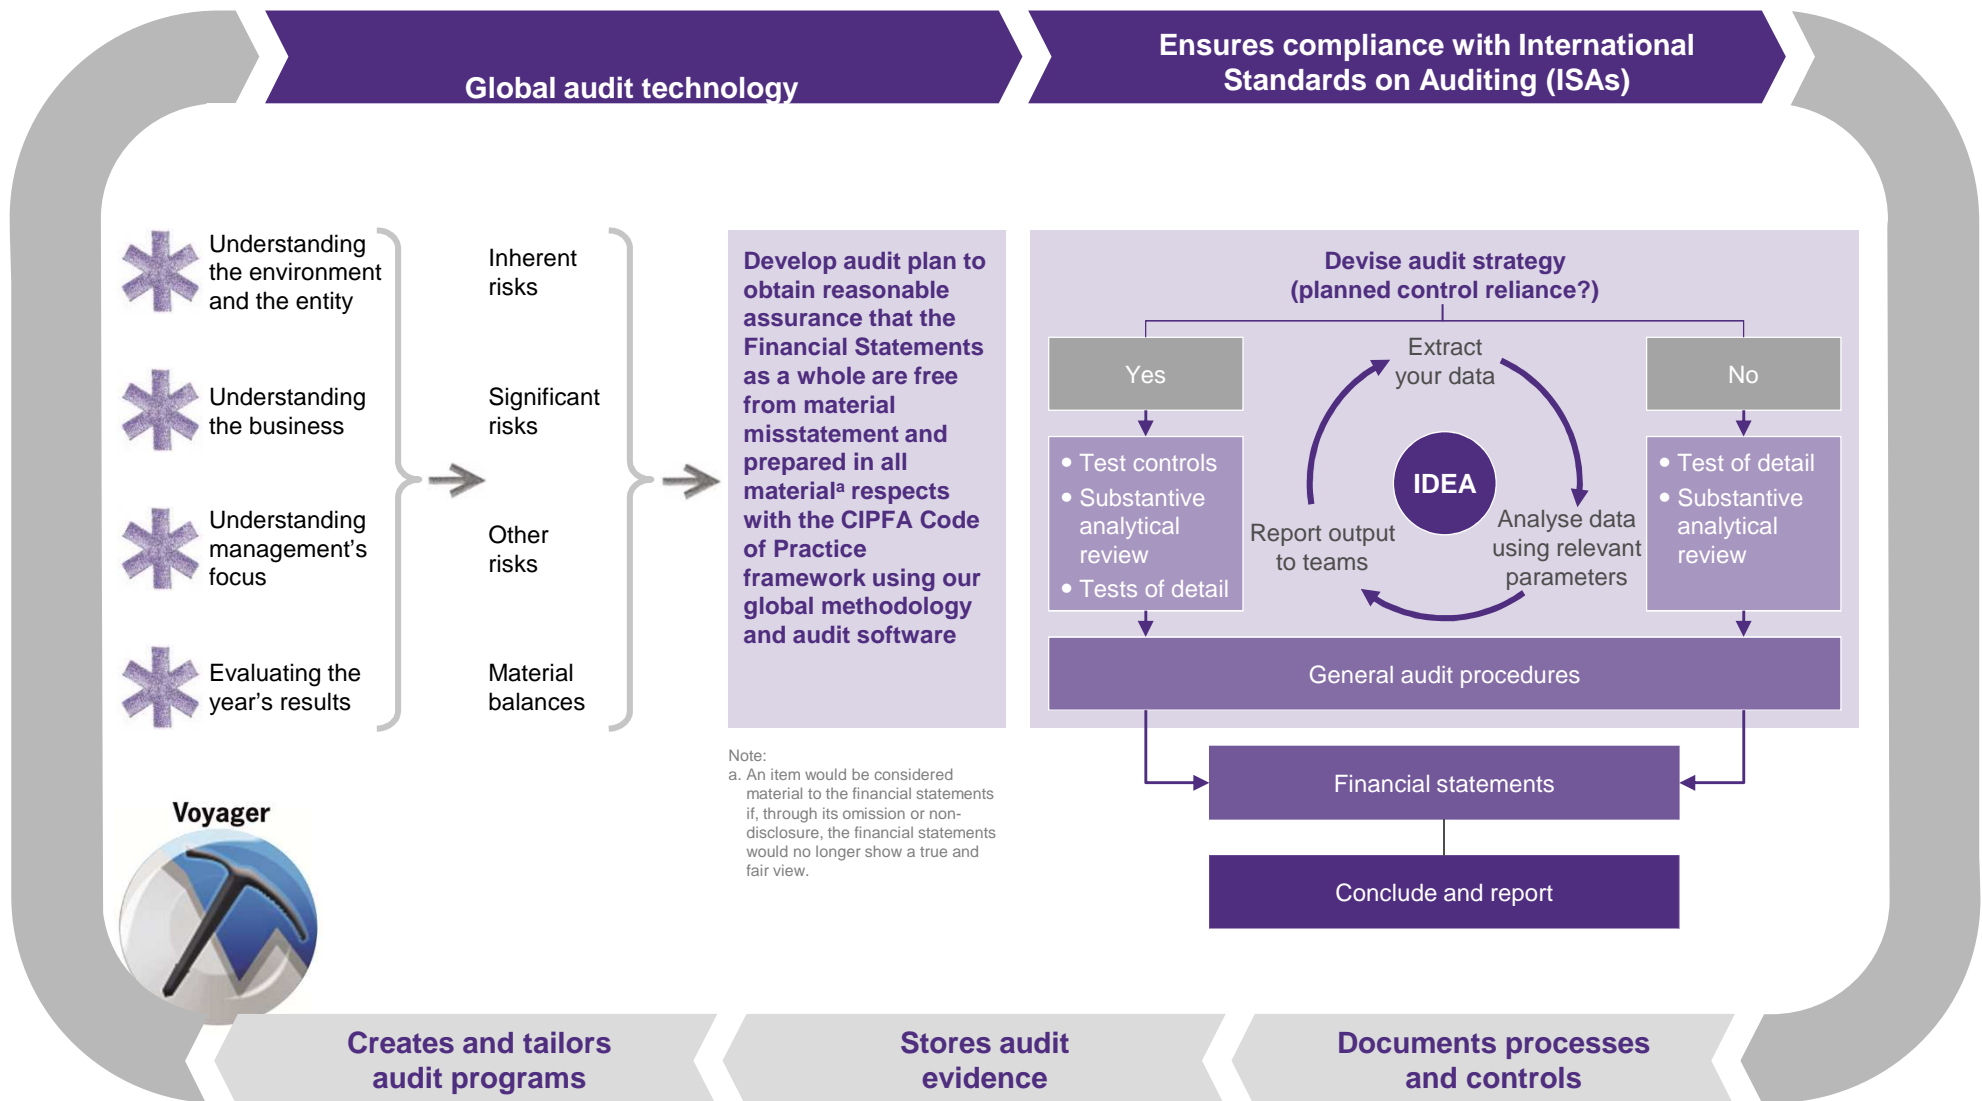 Global audit technology
Ensures compliance with International
Standards on Auditing (ISAs)
Understanding
the environment
and the entity
Understanding
the business
Understanding
management’s
focus
Evaluating the
year’s results
Inherent
risks
Significant
risks
Other
risks
Material
balances
Develop audit plan to
obtain reasonable
assurance that the
Financial Statements
as a whole are free
from material
misstatement and
prepared in all
materialᵃ respects
with the CIPFA Code
of Practice
framework using our
global methodology
and audit software
Note:
a. An item would be considered
material to the financial statements
if, through its omission or non-
disclosure, the financial statements
would no longer show a true and
fair view.
Devise audit strategy
(planned control reliance?)
Yes
• Test controls
• Substantive
analytical
review
• Tests of detail
Extract
your data
IDEA
Analyse data
using relevant
parameters
Report output
to teams
No
• Test of detail
• Substantive
analytical
review
General audit procedures
Financial statements
Conclude and report
Voyager
Creates and tailors
audit programs
Stores audit
evidence
Documents processes
and controls